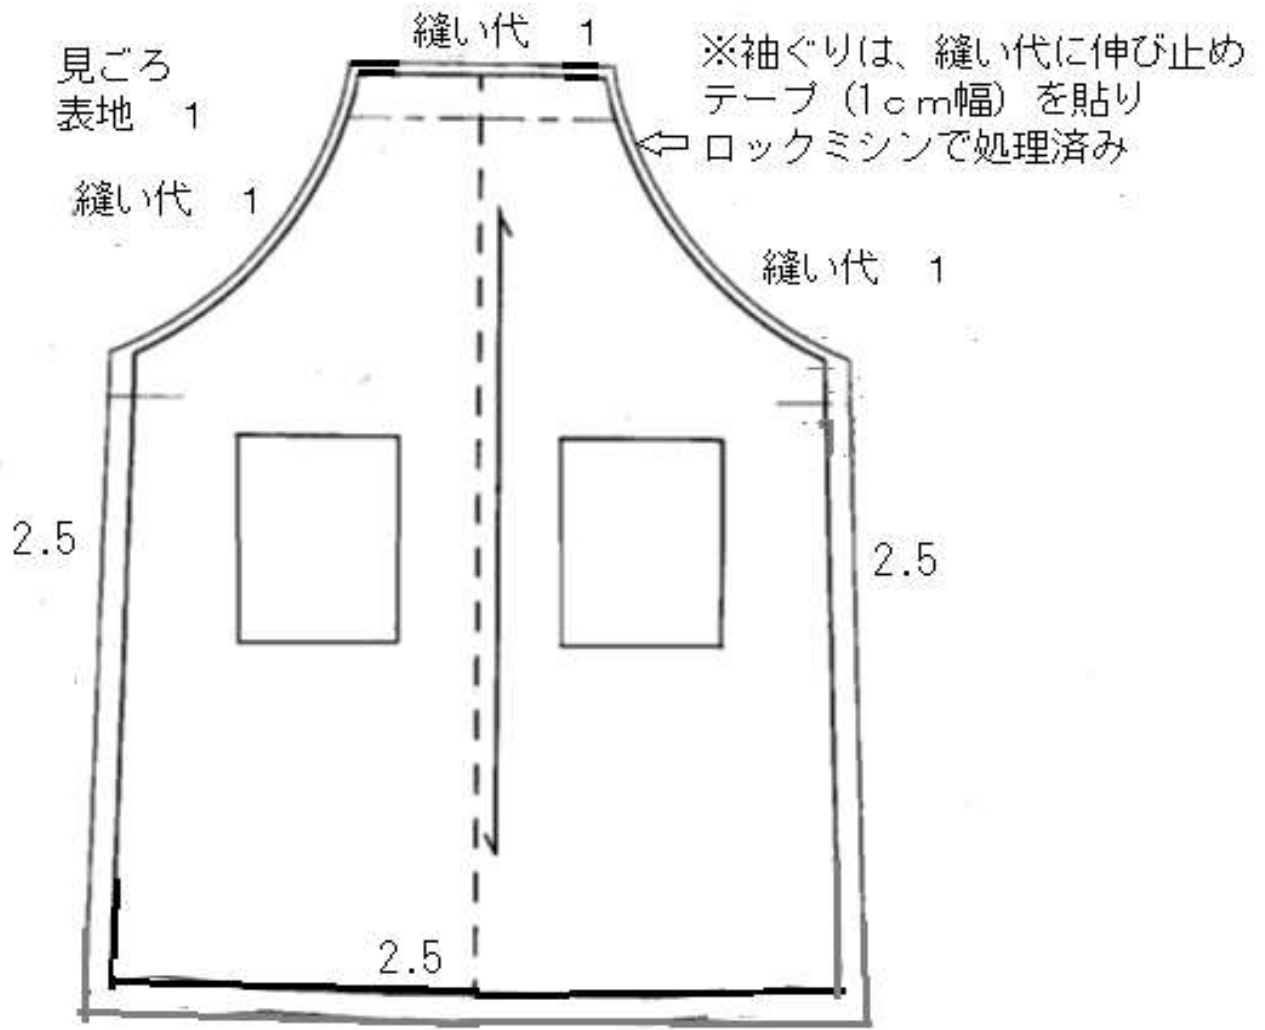 縫い代 1
見ごろ
表地 1
※袖ぐりは、縫い代に伸び止め
テープ（1ｃｍ幅）を貼り
ロックミシンで処理済み
縫い代 1
縫い代 1
2.5
2.5
2.5